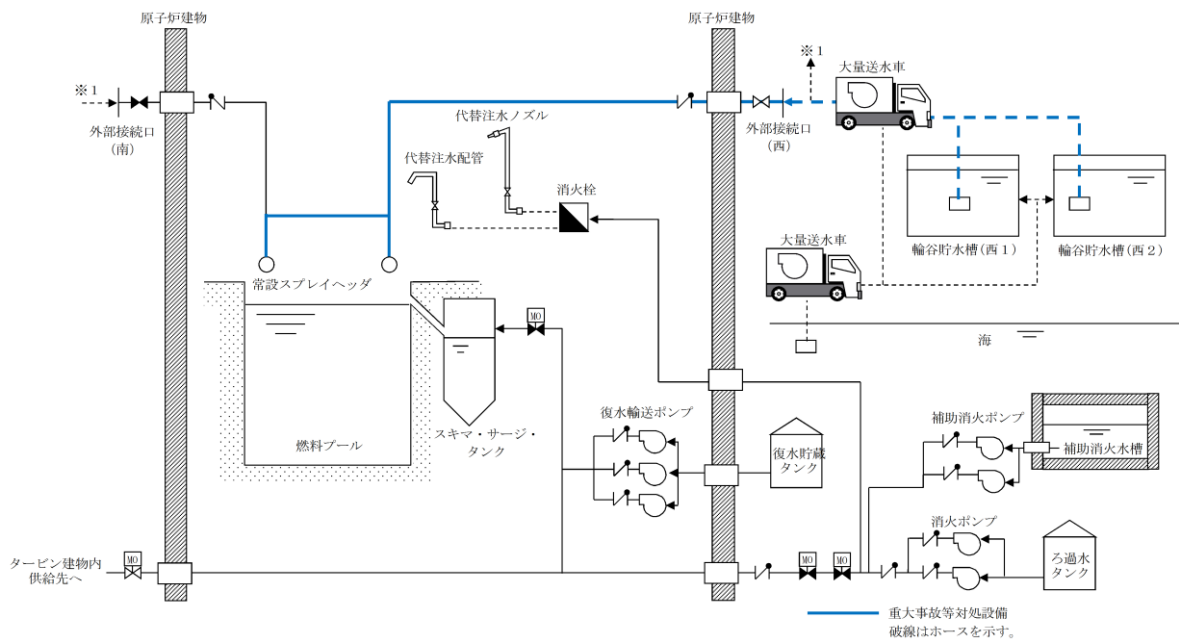 原子炉建物
原子炉建物
※1
大量送水車
※1
外部接続口
(南)
代替注水ノズル
外部接続口
(西)
代替注水配管
消火栓
輪谷貯水槽(西1)
輪谷貯水槽(西2)
大量送水車
常設スプレイヘッダ
MO
海
燃料プール
スキマ・サージ・
タンク
復水輸送ポンプ
復水貯蔵
タンク
補助消火ポンプ
補助消火水槽
消火ポンプ
ろ過水
タンク
タービン建物内
供給先へ
MO
MO
MO
重大事故等対処設備
破線はホースを示す。